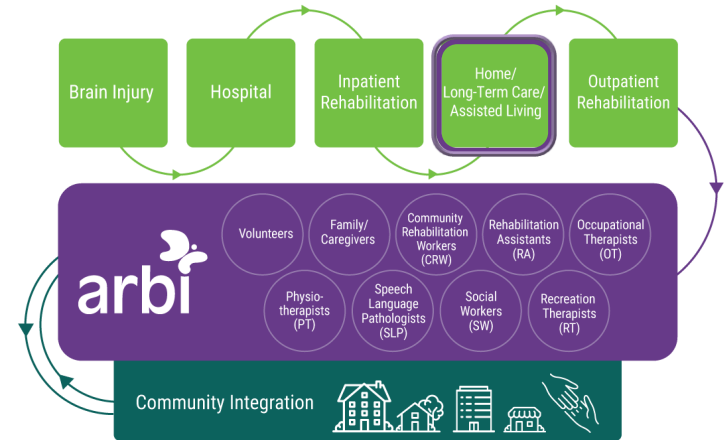 Brain Injury
Hospital
Inpatient
Rehabilitation
Home/
Long-Term Care/
Assisted Living
Outpatient
Rehabilitation
arbi
Volunteers
Family/
Caregivers
Community
Rehabilitation
Workers
(CRW)
Rehabilitation
Assistants
(RA)
Occupational
Therapists
(OT)
Physio-
therapists
(PT)
Speech
Language
Pathologists
(SLP)
Social
Workers
(SW)
Recreation
Therapists
(RT)
Community Integration